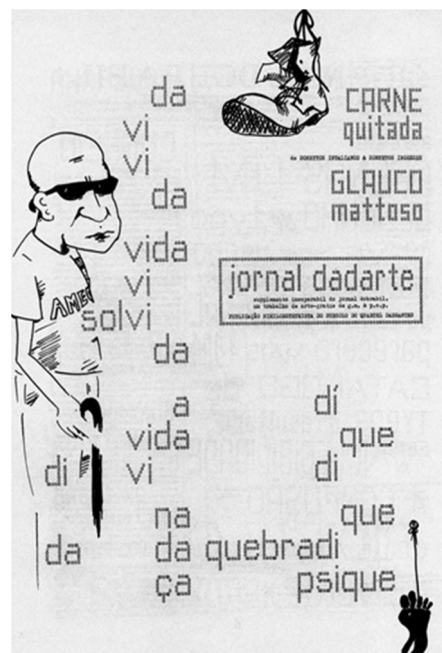 da
CARNE
vi
quitada
vi
da
GLAUCO
mattoso
vida
vi
jornal dadarte
solvi
da
a di
vida que
di vi di
na que
da da quebradi
ça psique